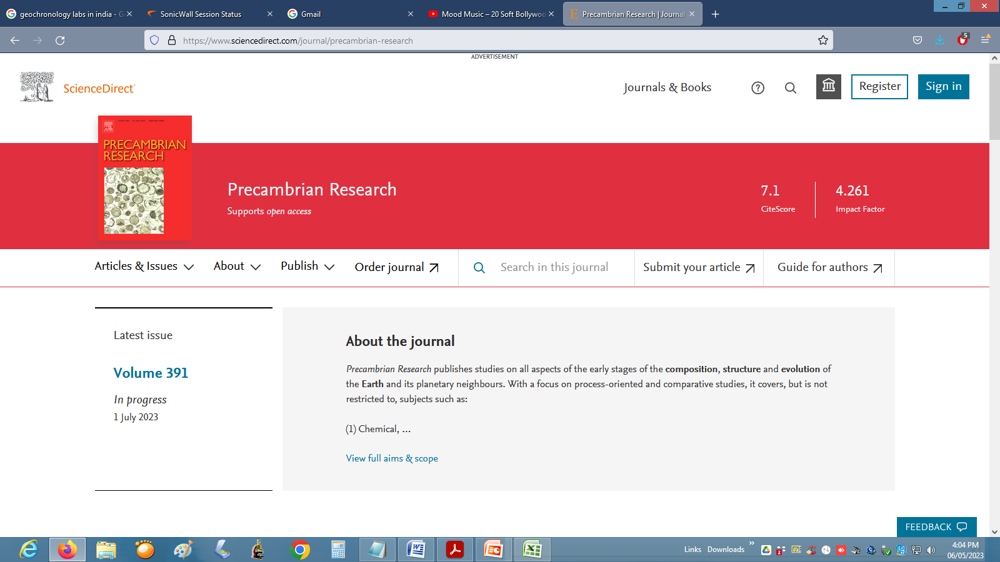 geochronology labs in india - G
SonicWall Session Status
Gmail
Mood Music – 20 Soft Bollywoo
Precambrian Research | Journal
https://www.sciencedirect.com/journal/precambrian-research
5
ADVERTISEMENT
ScienceDirect
Journals & Books
Register
Sign in
PRECAMBRIAN
RESEARCH
Precambrian Research
Supports open access
7.1
CiteScore
4.261
Impact Factor
Articles & Issues
About
Publish
Order journal
Search in this journal
Submit your article
Guide for authors
Latest issue
Volume 391
In progress
1 July 2023
About the journal
Precambrian Research publishes studies on all aspects of the early stages of the composition, structure and evolution of
the Earth and its planetary neighbours. With a focus on process-oriented and comparative studies, it covers, but is not
restricted to, subjects such as:
(1) Chemical, ...
View full aims & scope
FEEDBACK
Links
Downloads
4:04 PM
06/05/2023